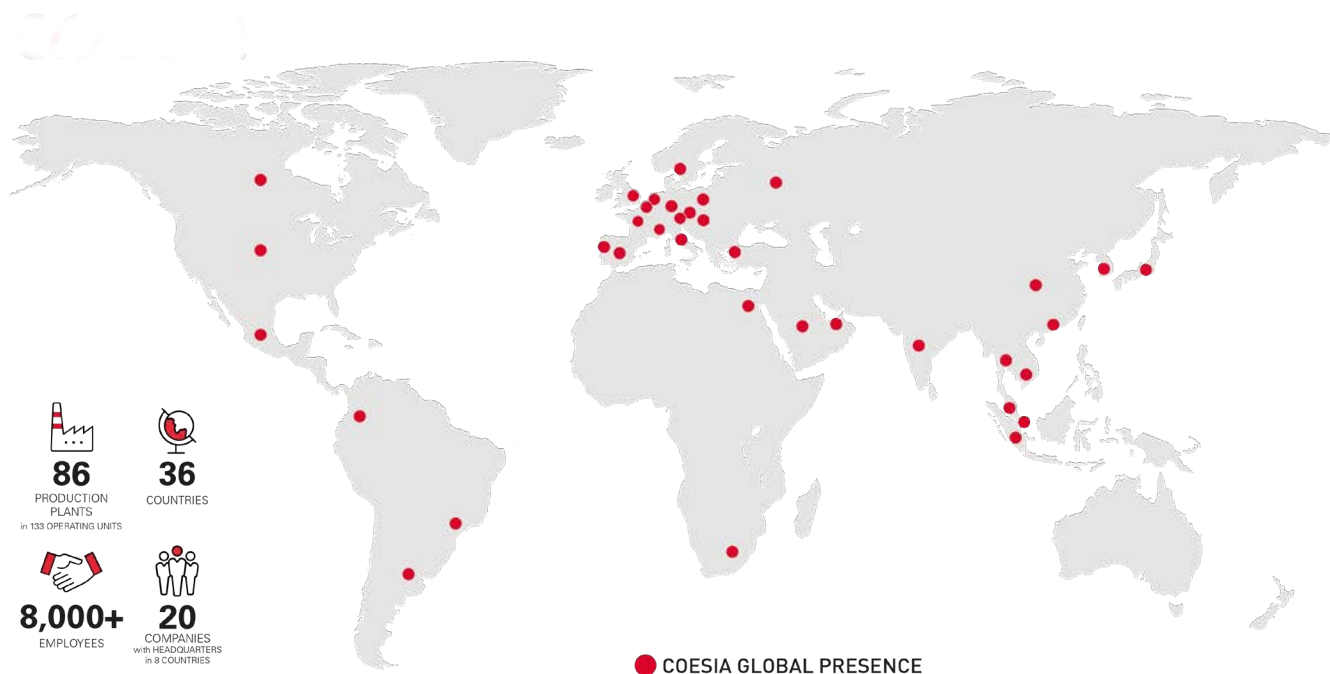 86
PRODUCTION
PLANTS
in 133 OPERATING UNITS
36
COUNTRIES
8,000+
EMPLOYEES
20
COMPANIES
with HEADQUARTERS
in 8 COUNTRIES
COESIA GLOBAL PRESENCE